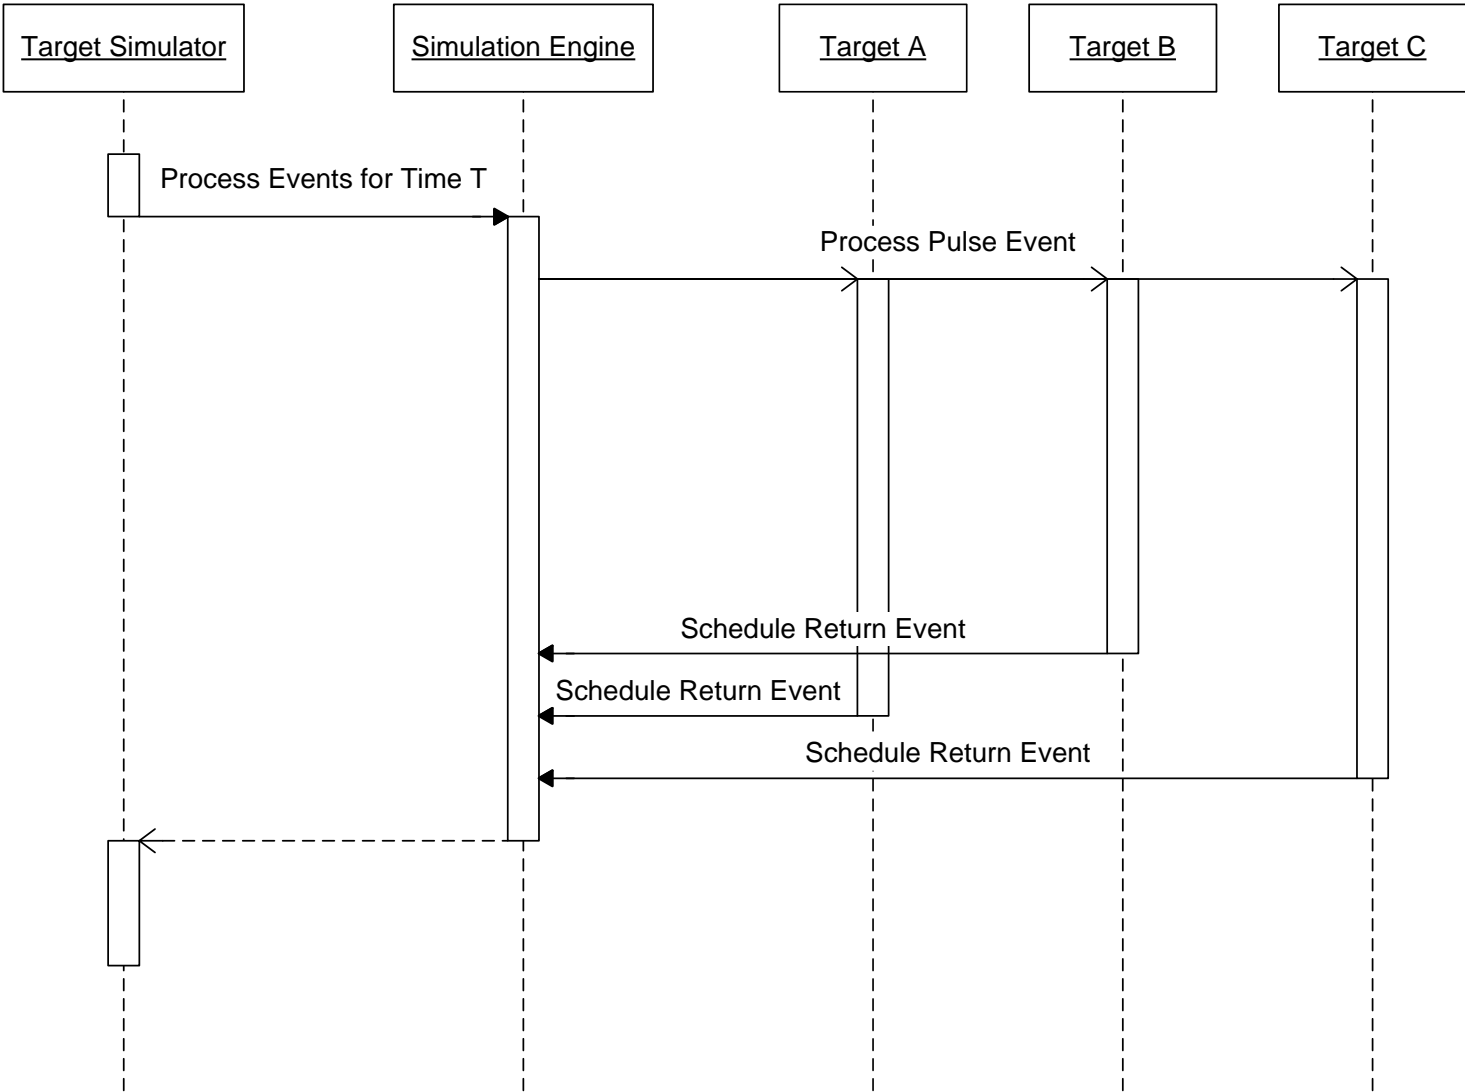 Target Simulator
Simulation Engine
Target A
Target B
Target C
Process Events for Time T
Process Pulse Event
Schedule Return Event
Schedule Return Event
Schedule Return Event